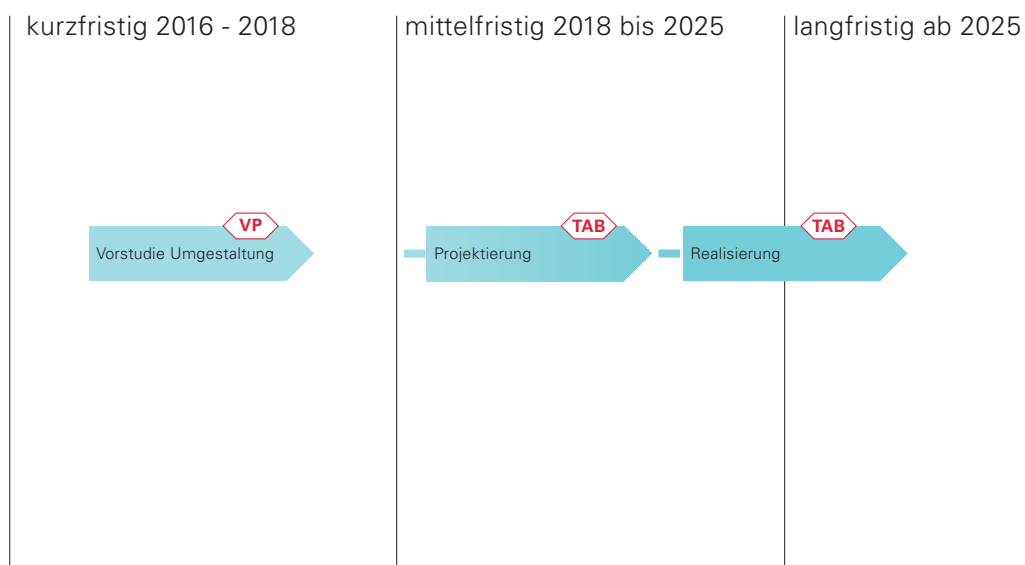 kurzfristig 2016 - 2018
mittelfristig 2018 bis 2025
langfristig ab 2025
VP
Vorstudie Umgestaltung
TAB
Projektierung
TAB
Realisierung